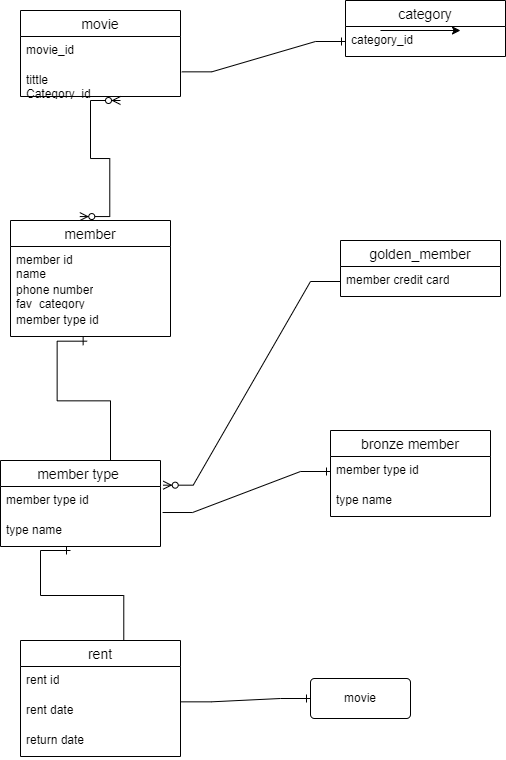 movie
movie_id
tittle
Category_id
category
category_id
member
member id
name
phone number
fav_category
member type id
golden_member
member credit card
member type
member type id
type name
bronze member
member type id
type name
rent
rent id
rent date
return date
movie